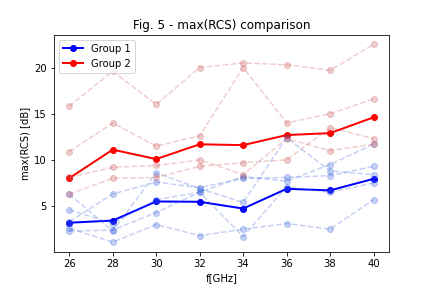 Fig. 5 - max(RCS) comparison
Group 1
Group 2
max(RCS) [dB]
20
15
10
5
26 28 30 32 34 36 38 40
f[GHz]